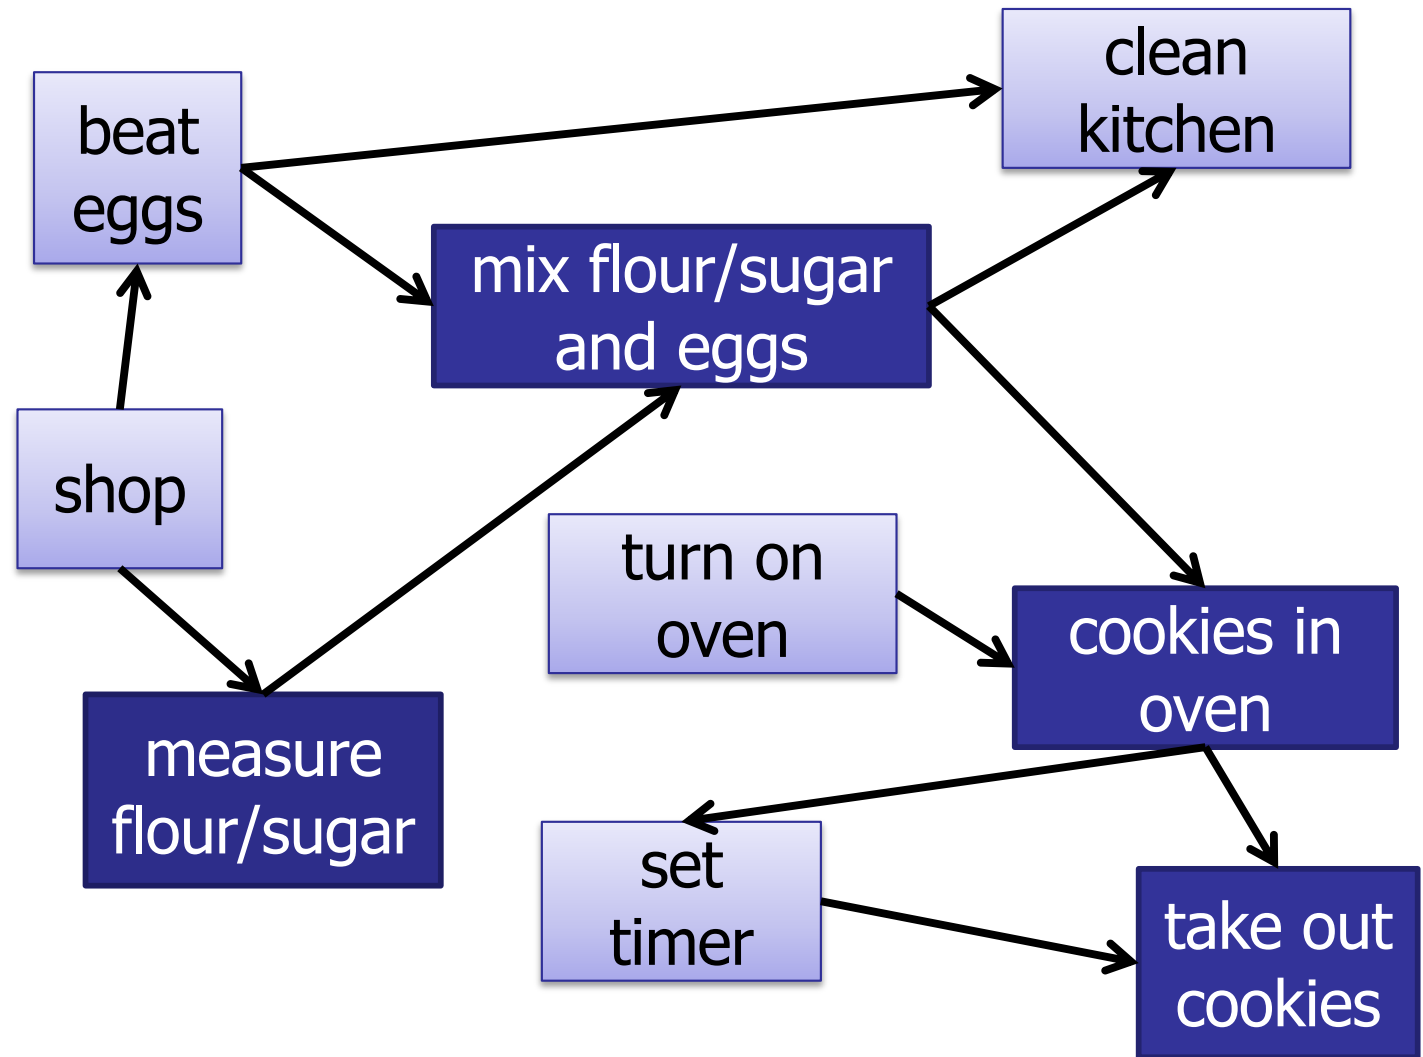 clean
kitchen
beat
eggs
mix flour/sugar
and eggs
shop
turn on
oven
cookies in
oven
measure
flour/sugar
set
timer
take out
cookies